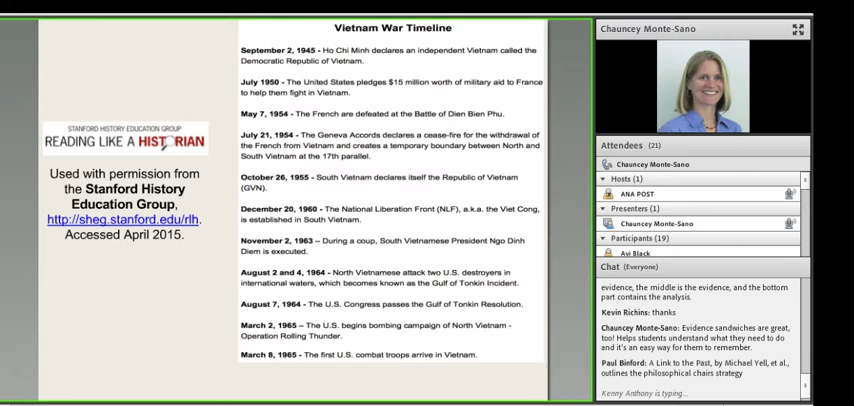 Vietnam War Timeline
September 2, 1945 - Ho Chi Minh declares an independent Vietnam called the
Democratic Republic of Vietnam.
July 1950 - The United States pledges $15 million worth of military aid to France
to help them fight in Vietnam.
May 7, 1954 - The French are defeated at the Battle of Dien Bien Phu.
July 21, 1954 - The Geneva Accords declares a cease-fire for the withdrawal of
the French from Vietnam and creates a temporary boundary between North and
South Vietnam at the 17th parallel.
October 26, 1955 - South Vietnam declares itself the Republic of Vietnam
(GVN).
December 20, 1960 - The National Liberation Front (NLF), a.k.a. the Viet Cong,
is established in South Vietnam.
November 2, 1963 – During a coup, South Vietnamese President Ngo Dinh
Diem is executed.
August 2 and 4, 1964 - North Vietnamese attack two U.S. destroyers in
international waters, which becomes known as the Gulf of Tonkin Incident.
August 7, 1964 - The U.S. Congress passes the Gulf of Tonkin Resolution.
March 2, 1965 – The U.S. begins bombing campaign of North Vietnam -
Operation Rolling Thunder.
March 8, 1965 - The first U.S. combat troops arrive in Vietnam.
STANFORD HISTORY EDUCATION GROUP
READING LIKE A HISTORIAN
Used with permission from
the Stanford History
Education Group,
http://sheg.stanford.edu/rlh.
Accessed April 2015.
Chauncey Monte-Sano
Attendees (21)
Chauncey Monte-Sano
Hosts (1)
ANA POST
Presenters (1)
Chauncey Monte-Sano
Participants (19)
Avi Black
Chat (Everyone)
evidence, the middle is the evidence, and the bottom
part contains the analysis.
Kevin Richins: thanks
Chauncey Monte-Sano: Evidence sandwiches are great,
too! Helps students understand what they need to do
and it's an easy way for them to remember.
Paul Binford: A Link to the Past, by Michael Yell, et al.,
outlines the philosophical chairs strategy
Kenny Anthony is typing...